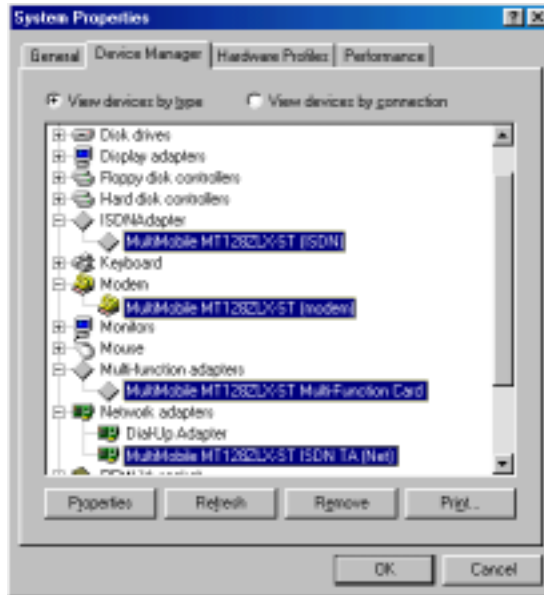 System Properties
General Device Manager Hardware Profiles Performance
View devices by type View devices by connection
Disk drives
Display adapters
Floppy disk controllers
Hard disk controllers
ISDNAdapter
MultiMobile MT128ZLX-ST (ISDN)
Keyboard
Modem
MultiMobile MT128ZLX-ST (modem)
Monitors
Mouse
Multi-function adapters
MultiMobile MT128ZLX-ST Multi-Function Card
Network adapters
Dial-Up Adapter
MultiMobile MT128ZLX-ST ISDN TA (Net)
Properties Refresh Remove Print...
OK Cancel